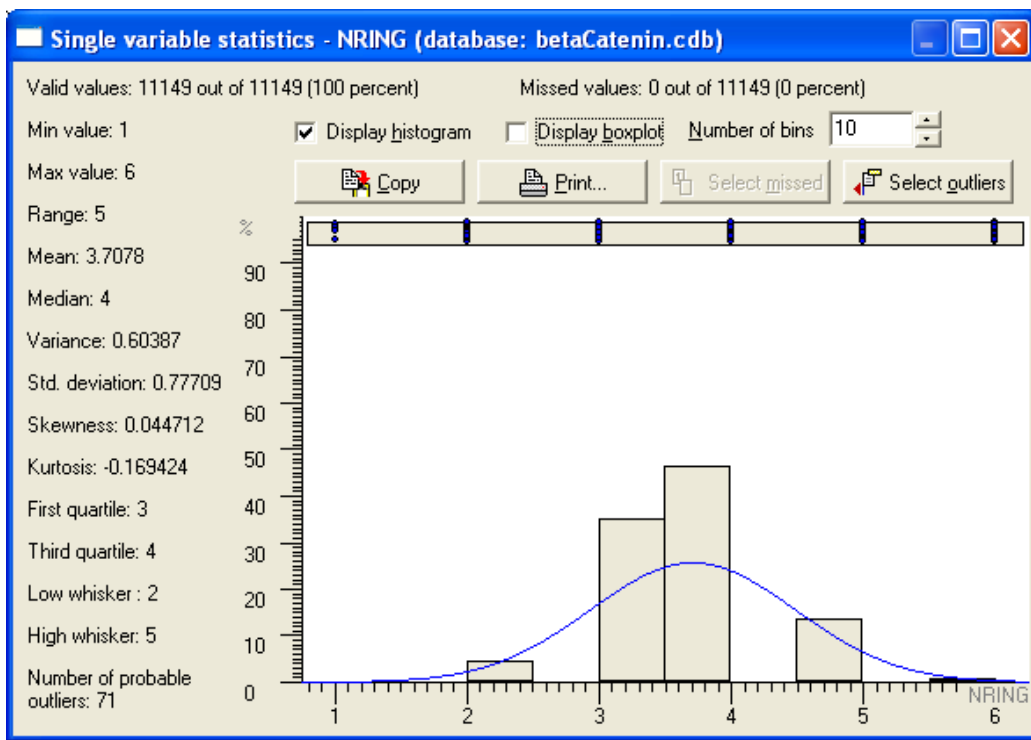 Single variable statistics - NRING (database: betaCatenin.cdb)
Valid values: 11149 out of 11149 (100 percent)
Missed values: 0 out of 11149 (0 percent)
Min value: 1
Display histogram
Display boxplot
Number of bins
10
Max value: 6
Copy
Print...
Select missed
Select outliers
Range: 5
Mean: 3.7078
Median: 4
Variance: 0.60387
Std. deviation: 0.77709
Skewness: 0.044712
Kurtosis: -0.169424
First quartile: 3
Third quartile: 4
Low whisker : 2
High whisker: 5
Number of probable
outliers: 71
%
90
80
70
60
50
40
30
20
10
0
NRING
1
2
3
4
5
6